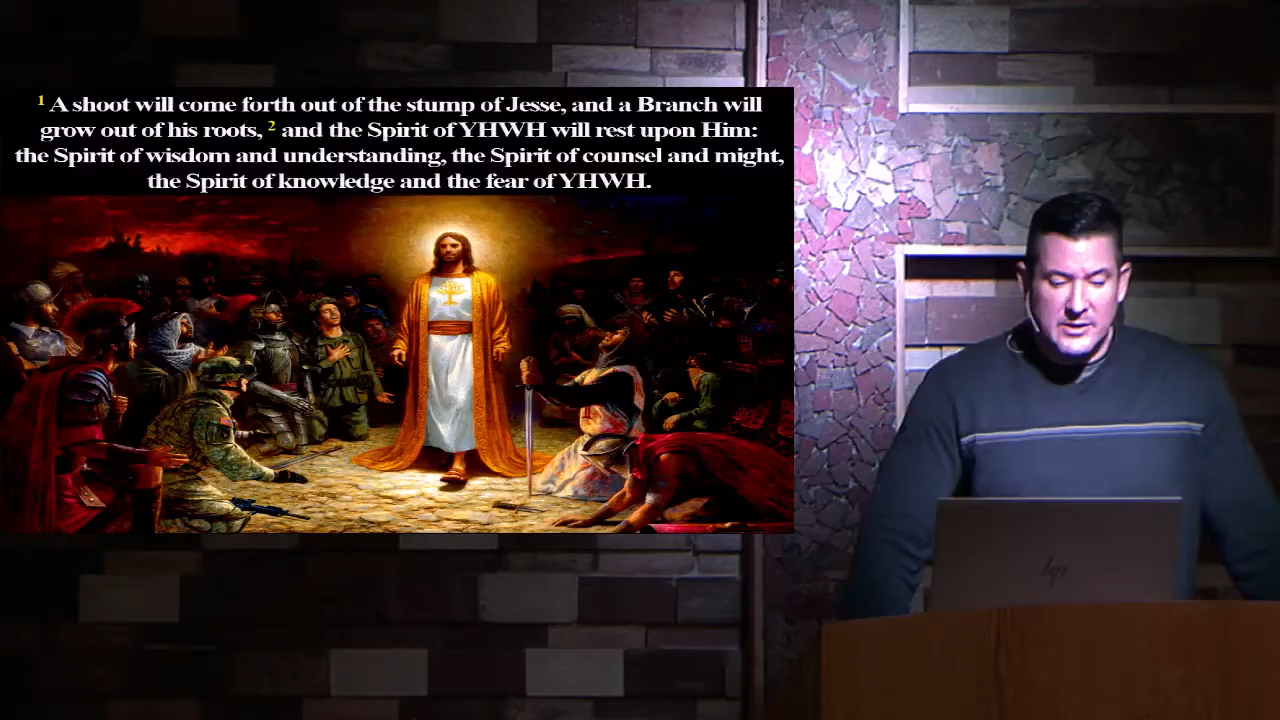 1 A shoot will come forth out of the stump of Jesse, and a Branch will
grow out of his roots, 2 and the Spirit of YHWH will rest upon Him:
the Spirit of wisdom and understanding, the Spirit of counsel and might,
the Spirit of knowledge and the fear of YHWH.
hp